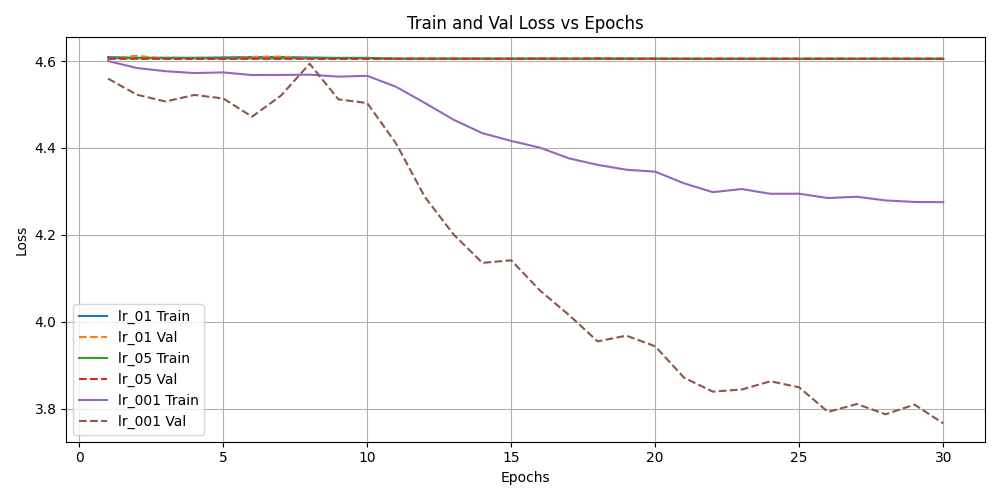 Train and Val Loss vs Epochs
Loss
4.6
4.4
4.2
4.0
3.8
lr_01 Train
lr_01 Val
lr_05 Train
lr_05 Val
lr_001 Train
lr_001 Val
0 5 10 15 20 25 30
Epochs